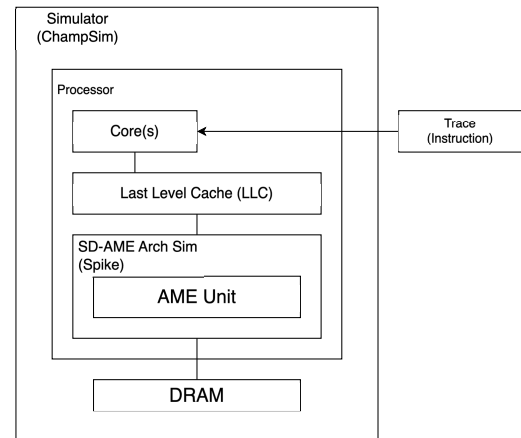 Simulator
(ChampSim)
Processor
Core(s)
Trace
(Instruction)
Last Level Cache (LLC)
SD-AME Arch Sim
(Spike)
AME Unit
DRAM